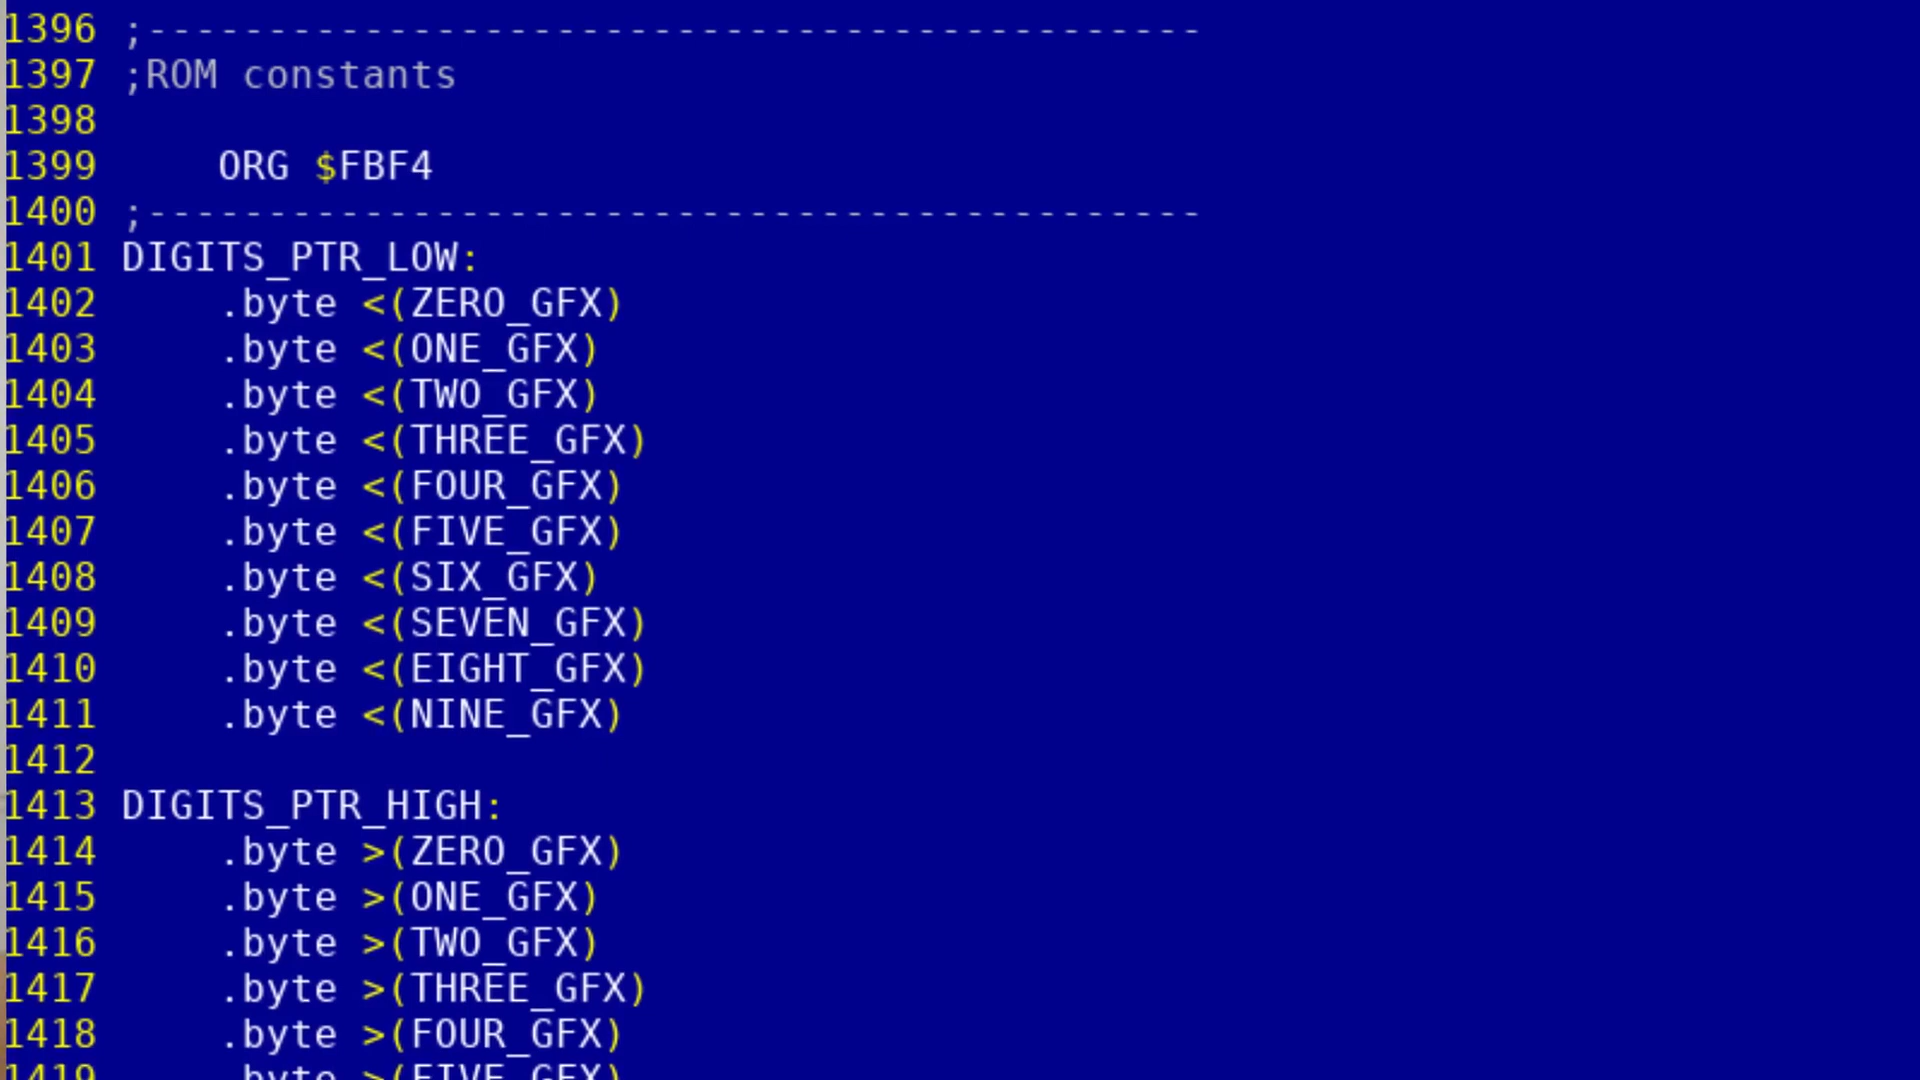 1396 ;--------------------------------------------
1397 ;ROM constants
1398
1399     ORG $FBF4
1400 ;--------------------------------------------
1401 DIGITS_PTR_LOW:
1402     .byte <(ZERO_GFX)
1403     .byte <(ONE_GFX)
1404     .byte <(TWO_GFX)
1405     .byte <(THREE_GFX)
1406     .byte <(FOUR_GFX)
1407     .byte <(FIVE_GFX)
1408     .byte <(SIX_GFX)
1409     .byte <(SEVEN_GFX)
1410     .byte <(EIGHT_GFX)
1411     .byte <(NINE_GFX)
1412
1413 DIGITS_PTR_HIGH:
1414     .byte >(ZERO_GFX)
1415     .byte >(ONE_GFX)
1416     .byte >(TWO_GFX)
1417     .byte >(THREE_GFX)
1418     .byte >(FOUR_GFX)
1419     .byte >(FIVE_GFX)